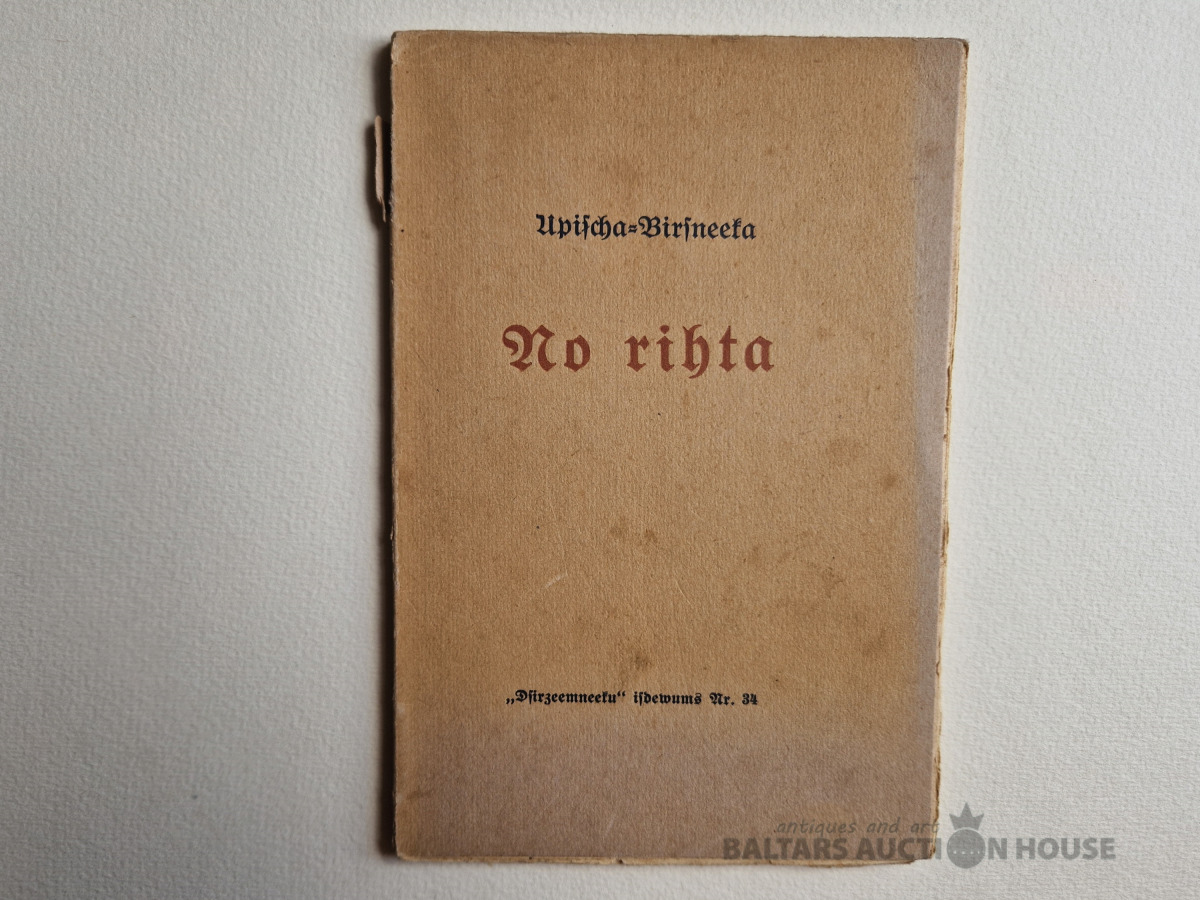 Upiſcha⸗Birſneeka
No rihta
„Dſirzeemneeku“ iſdewums Nr. 34
antiques and art
BALTARS AUCTION HOUSE